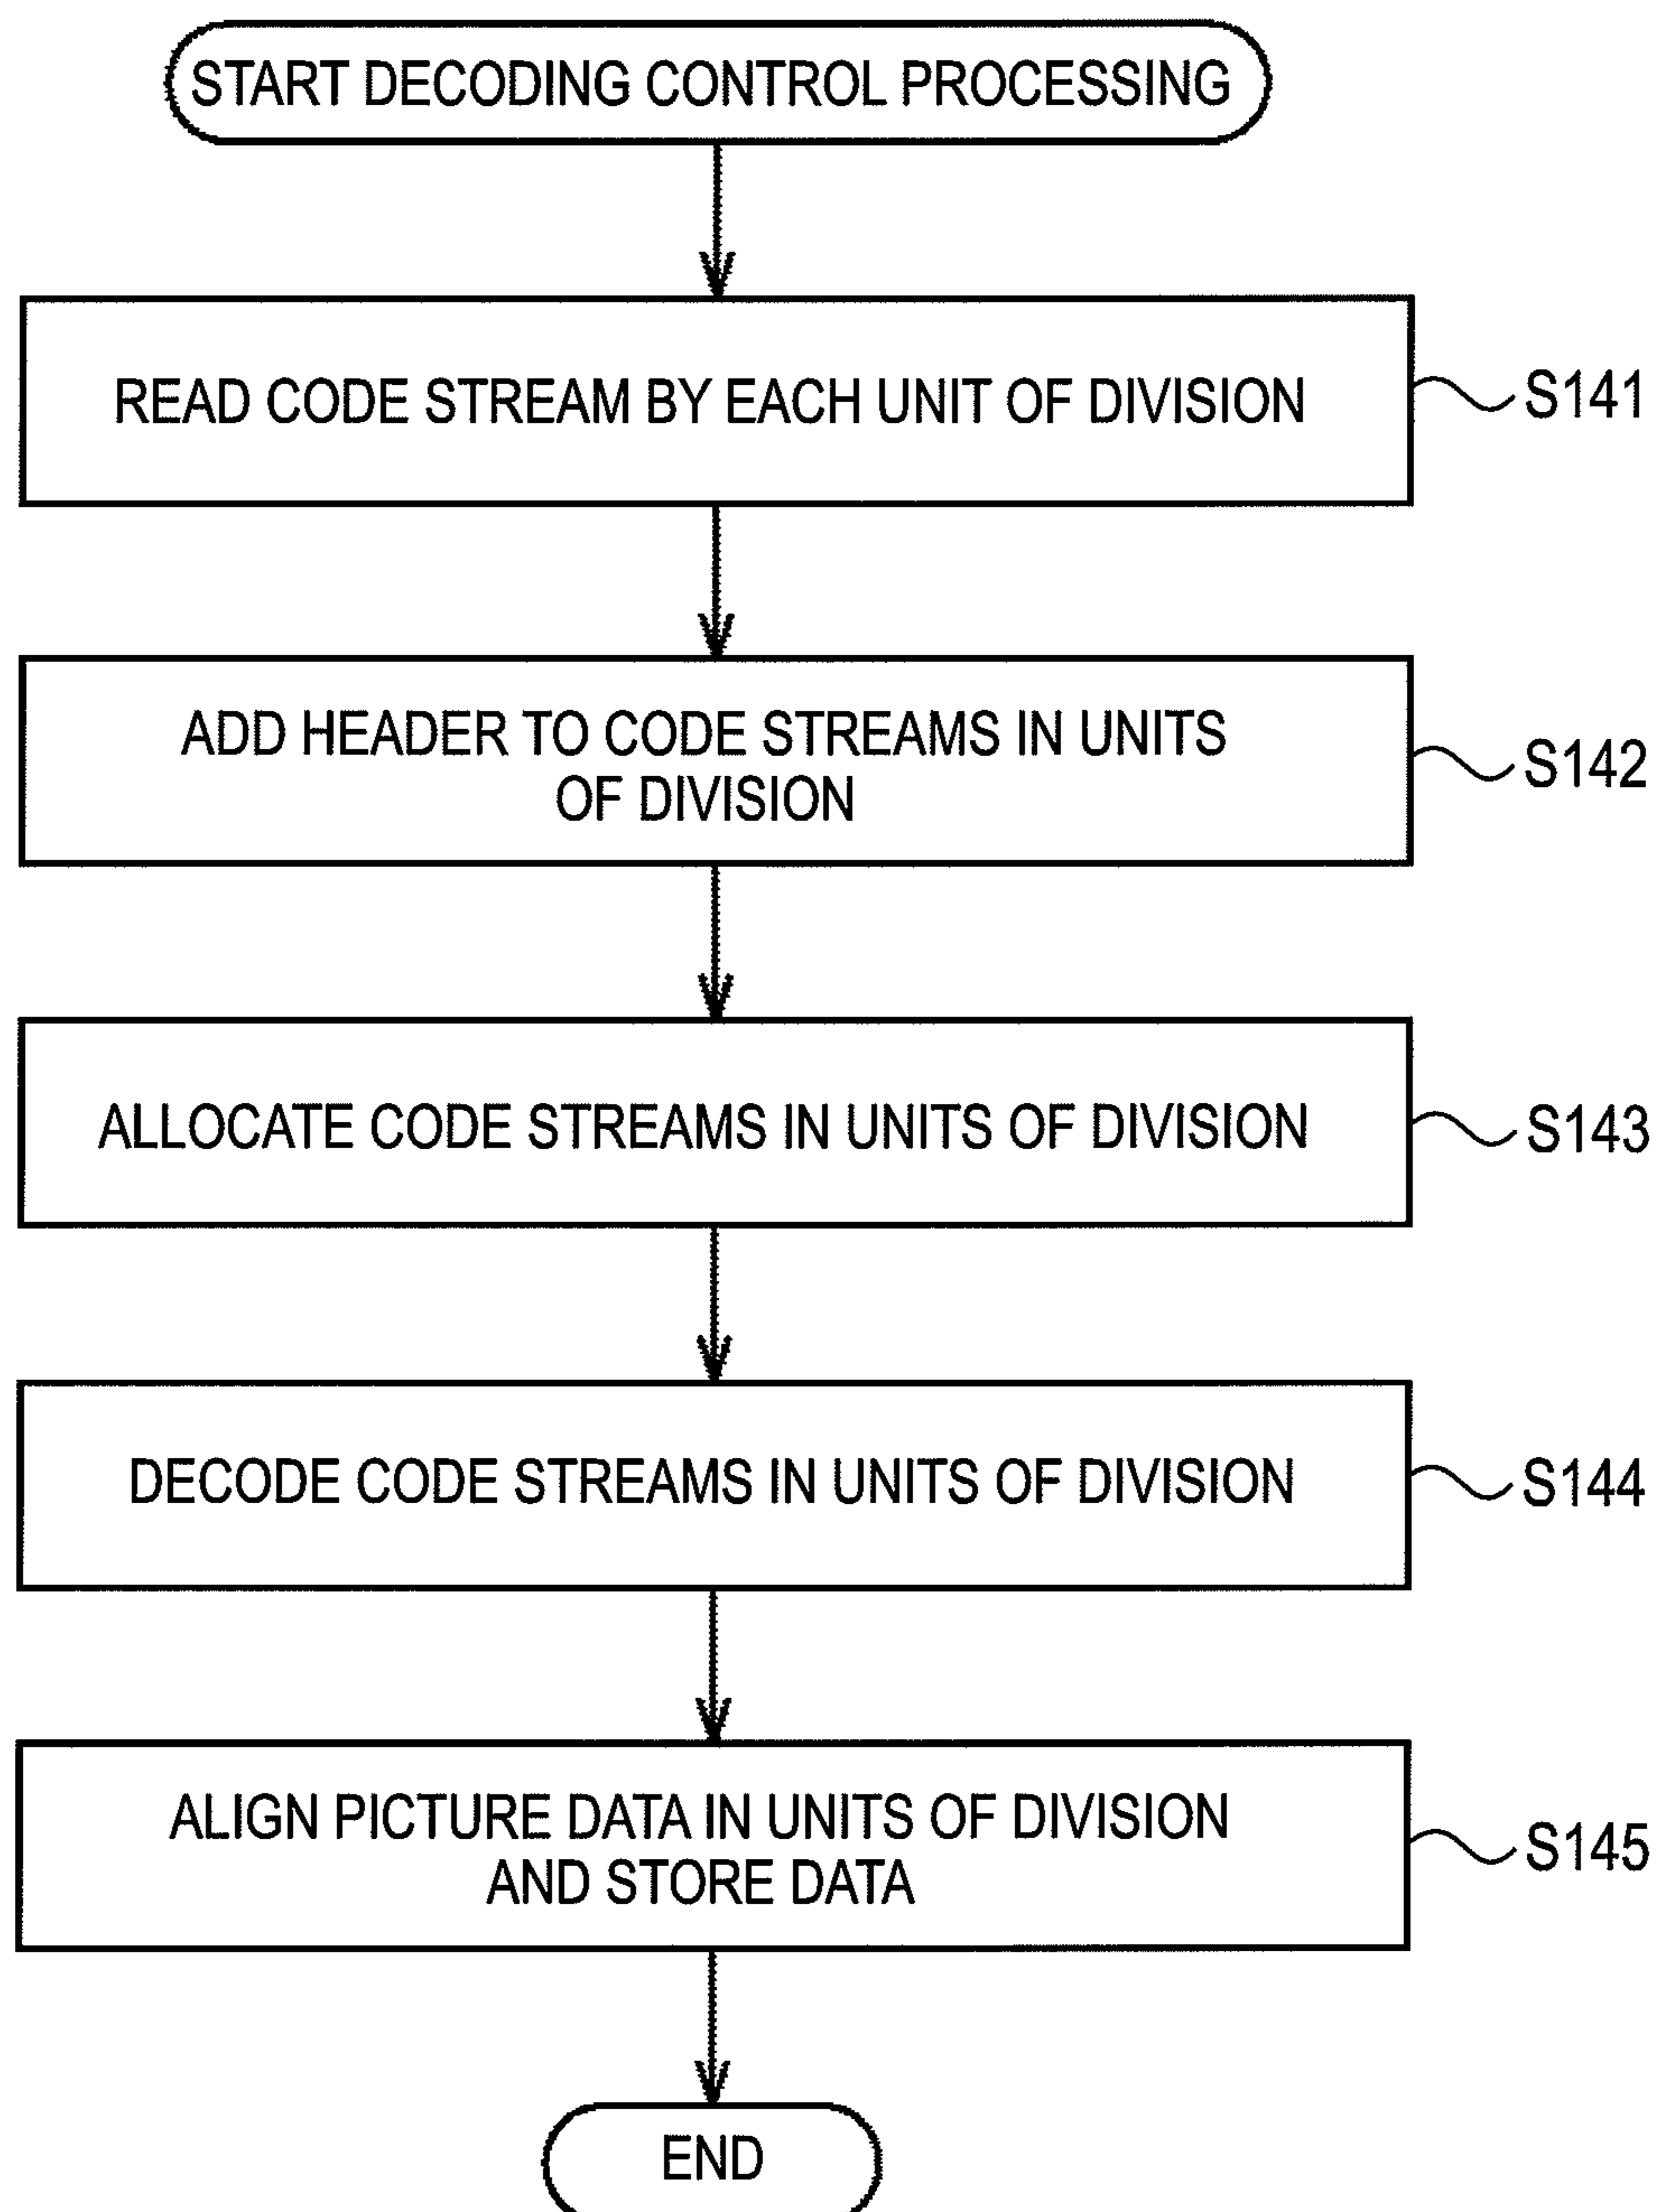 START DECODING CONTROL PROCESSING
READ CODE STREAM BY EACH UNIT OF DIVISION
S141
ADD HEADER TO CODE STREAMS IN UNITS
OF DIVISION
S142
ALLOCATE CODE STREAMS IN UNITS OF DIVISION
S143
DECODE CODE STREAMS IN UNITS OF DIVISION
S144
ALIGN PICTURE DATA IN UNITS OF DIVISION
AND STORE DATA
S145
END